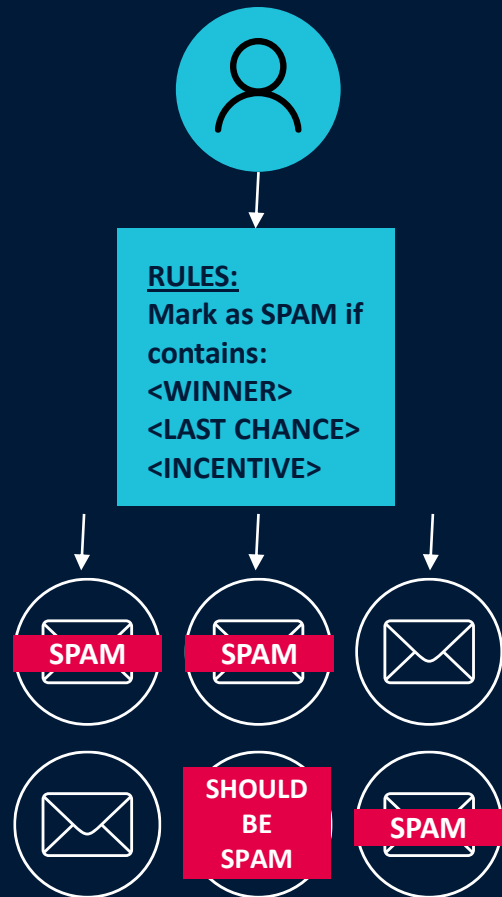 RULES:
Mark as SPAM if
contains:
<WINNER>
<LAST CHANCE>
<INCENTIVE>
SPAM
SPAM
SHOULD
BE
SPAM
SPAM